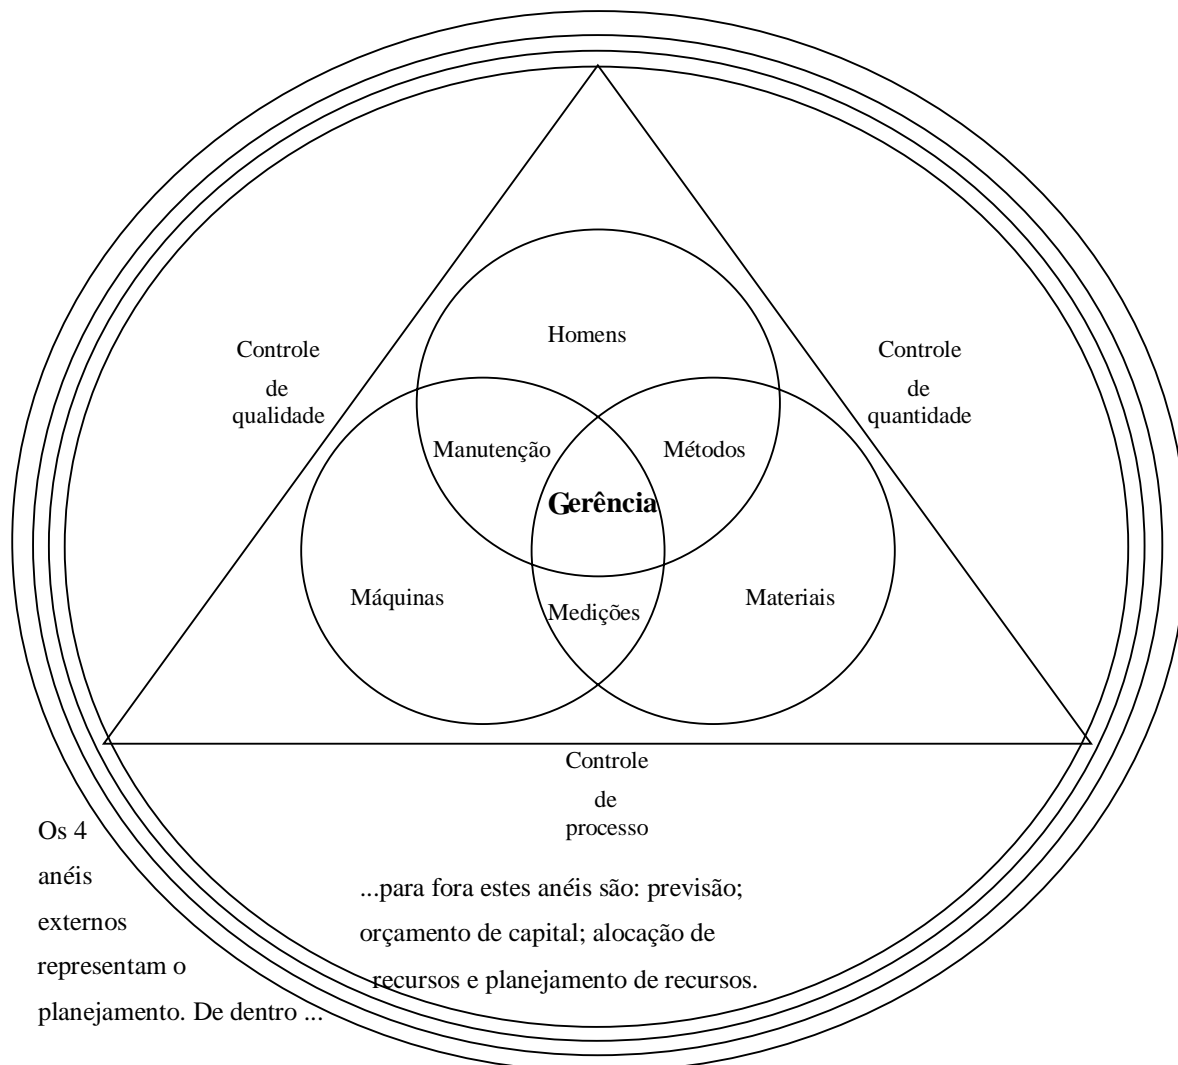 Homens
Controle
de
qualidade
Controle
de
quantidade
Manutenção
Métodos
Gerência
Máquinas
Medições
Materiais
Controle
de
processo
Os 4
anéis
externos
representam o
planejamento. De dentro ...
...para fora estes anéis são: previsão;
orçamento de capital; alocação de
recursos e planejamento de recursos.